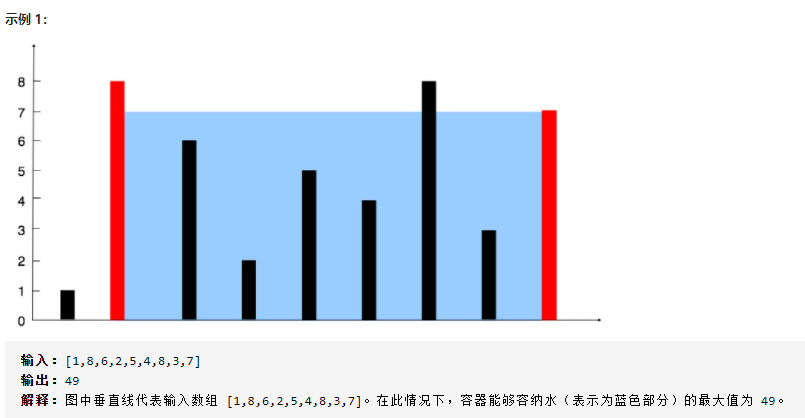 示例 1：
8
7
6
5
4
3
2
1
0
输入：[1,8,6,2,5,4,8,3,7]
输出：49
解释：图中垂直线代表输入数组 [1,8,6,2,5,4,8,3,7]。在此情况下，容器能够容纳水（表示为蓝色部分）的最大值为 49。